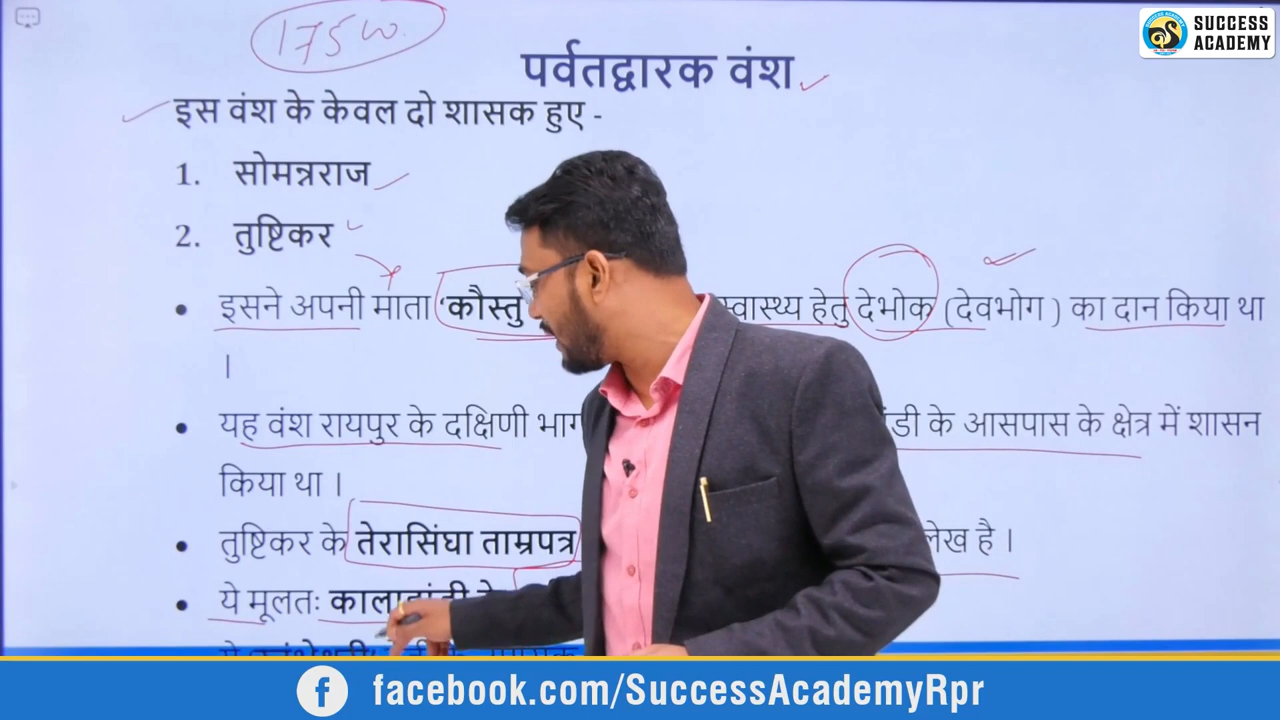 175 w.
SUCCESS
ACADEMY
पर्वतद्वारक वंश
इस वंश के केवल दो शासक हुए -
1. सोमन्नराज
2. तुष्टिकर
• इसने अपनी माता ‘कौस्तु स्वास्थ्य हेतु देभोक (देवभोग ) का दान किया था
।
• यह वंश रायपुर के दक्षिणी भाग के आसपास के क्षेत्र में शासन
किया था ।
• तुष्टिकर के तेरासिंघा ताम्रपत्र है ।
• ये मूलतः
facebook.com/SuccessAcademyRpr